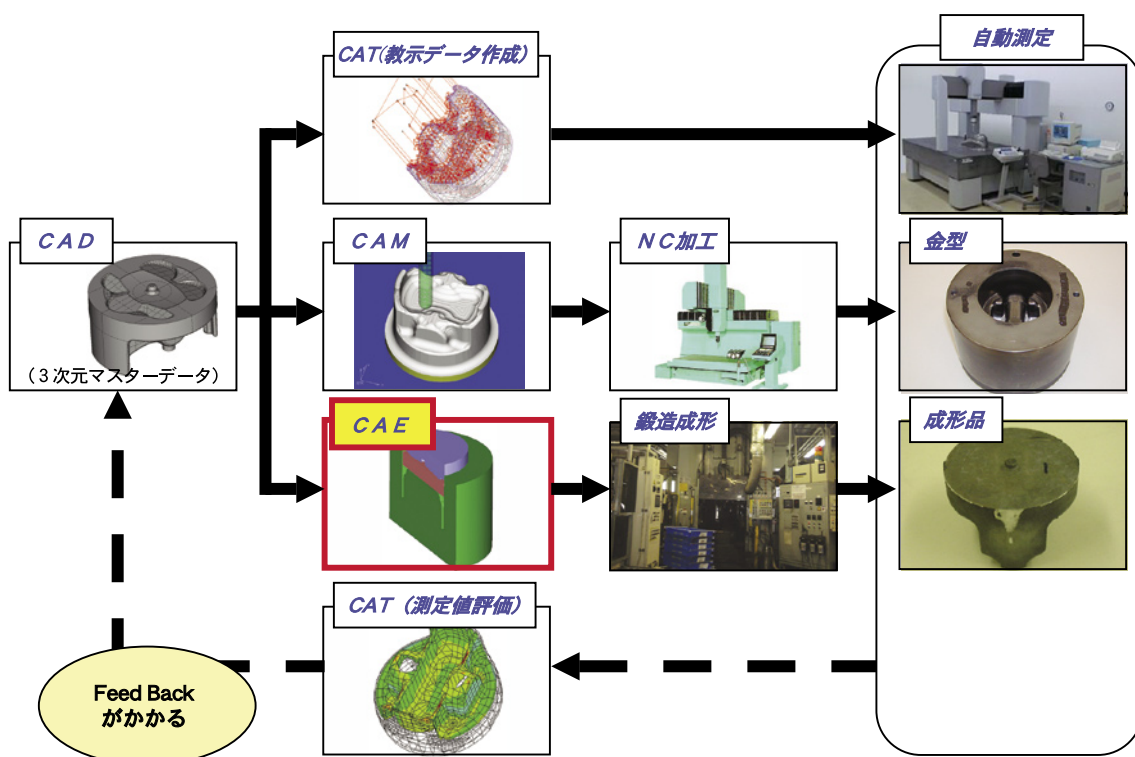 CAT(教示データ作成)
自動測定
CAD
(3次元マスターデータ)
CAM
NC加工
金型
CAE
鍛造成形
成形品
CAT (測定値評価)
Feed Back
がかかる